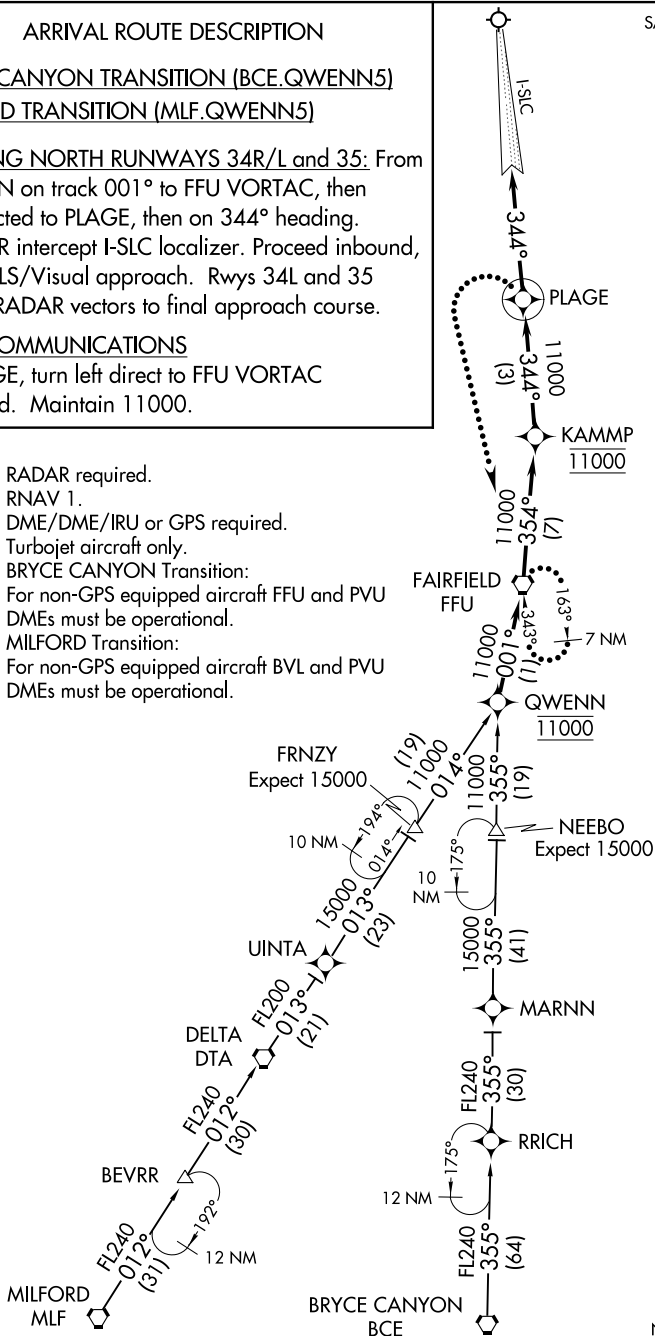 ARRIVAL ROUTE DESCRIPTION
CANYON TRANSITION (BCE.QWENN5)
D TRANSITION (MLF.QWENN5)
NG NORTH RUNWAYS 34R/L and 35: From
N on track 001° to FFU VORTAC, then
cted to PLAGE, then on 344° heading.
R intercept I-SLC localizer. Proceed inbound,
LS/Visual approach. Rwys 34L and 35
RADAR vectors to final approach course.
OMMUNICATIONS
GE, turn left direct to FFU VORTAC
d. Maintain 11000.
SA
I-SLC
344°
PLAGE
11000
344°
(3)
KAMMP
11000
11000
354°
(7)
RADAR required.
RNAV 1.
DME/DME/IRU or GPS required.
Turbojet aircraft only.
BRYCE CANYON Transition:
For non-GPS equipped aircraft FFU and PVU
DMEs must be operational.
MILFORD Transition:
For non-GPS equipped aircraft BVL and PVU
DMEs must be operational.
FAIRFIELD
FFU
163°
343°
7 NM
11000
001°
(1)
QWENN
11000
FRNZY
Expect 15000
(19)
11000
014°
11000
355°
(19)
194°
014°
10 NM
NEEBO
Expect 15000
175°
10
NM
15000
013°
(23)
15000
355°
(41)
UINTA
MARNN
FL200
013°
(21)
DELTA
DTA
FL240
355°
(30)
FL240
012°
(30)
RRICH
175°
BEVRR
12 NM
192°
12 NM
FL240
012°
(31)
FL240
355°
(64)
MILFORD
MLF
BRYCE CANYON
BCE
N